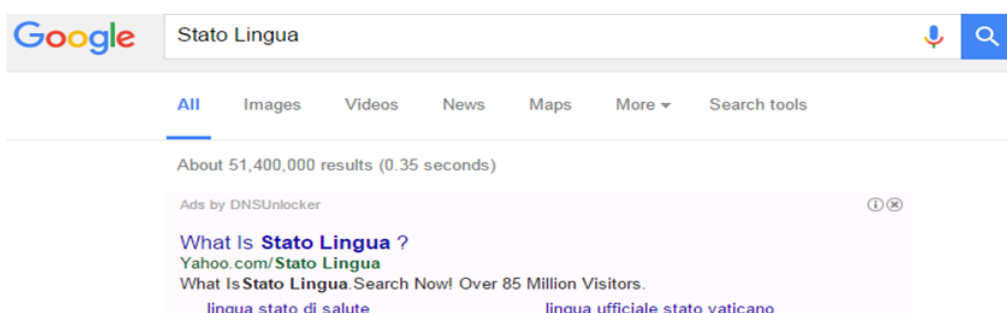 Google Stato Lingua
All Images Videos News Maps More Search tools
About 51,400,000 results (0.35 seconds)
Ads by DNSUnlocker
What Is Stato Lingua ?
Yahoo.com/Stato Lingua
What Is Stato Lingua.Search Now! Over 85 Million Visitors.
lingua stato di salute lingua ufficiale stato vaticano